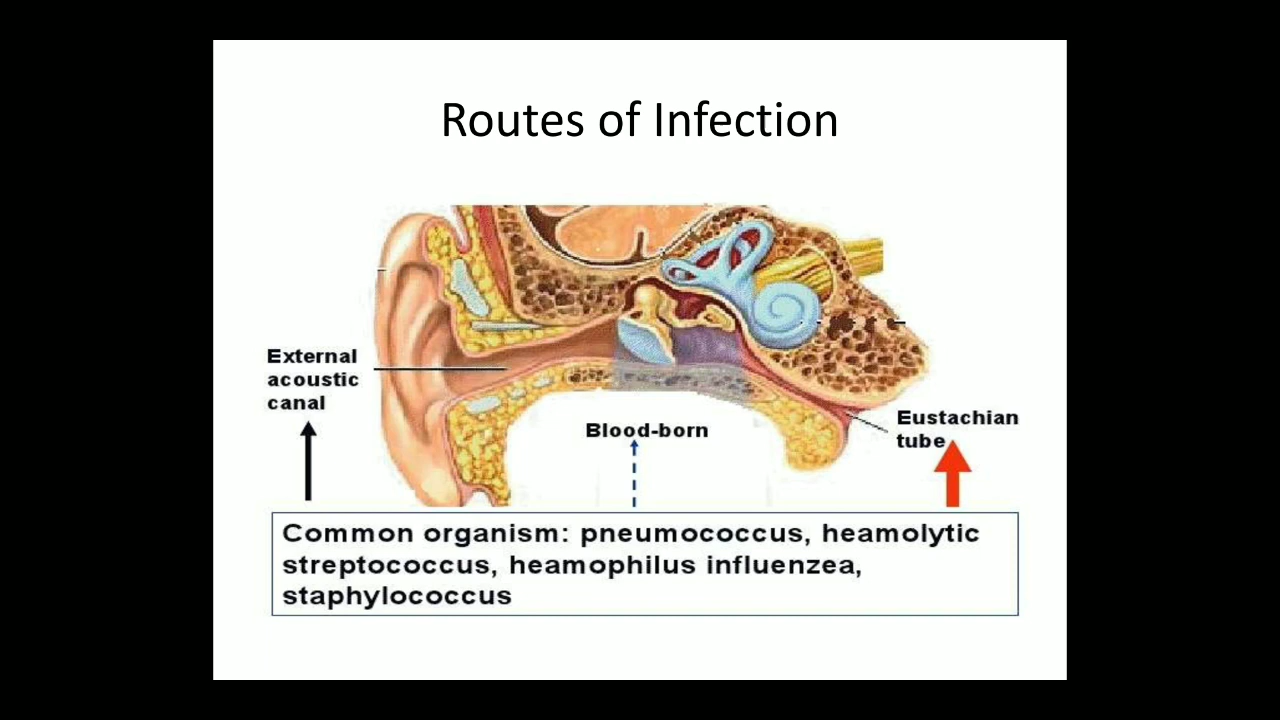 Routes of Infection
External
acoustic
canal
Blood-born
Eustachian
tube
Common organism: pneumococcus, heamolytic
streptococcus, heamophilus influenzea,
staphylococcus